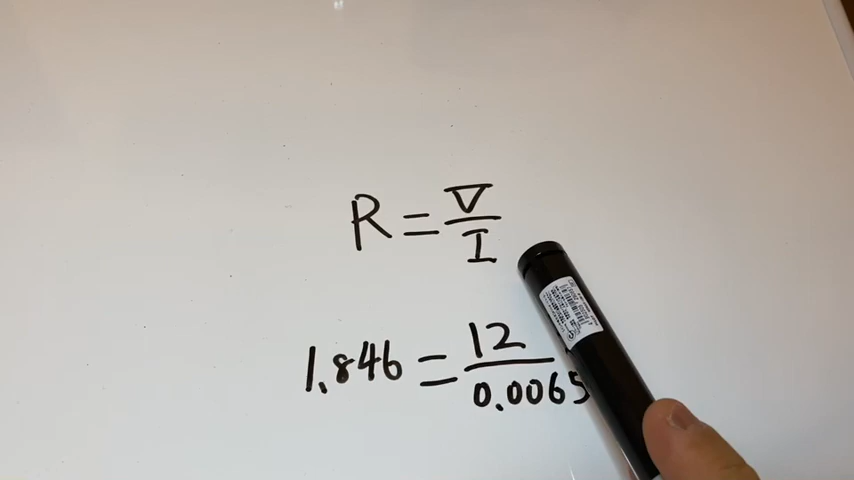 R = V / I
1.846 = 12 / 0.0065